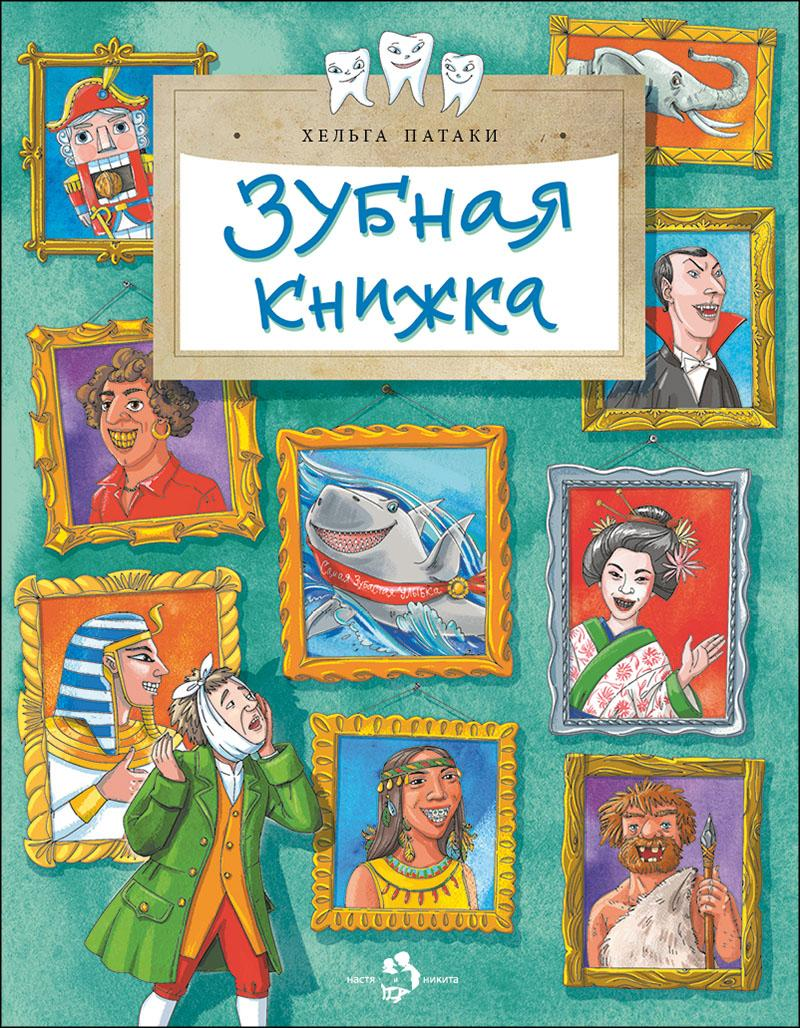 ХЕЛЬГА ПАТАКИ
Зубная
книжка
Самая Зубастая Улыбка
настя и никита